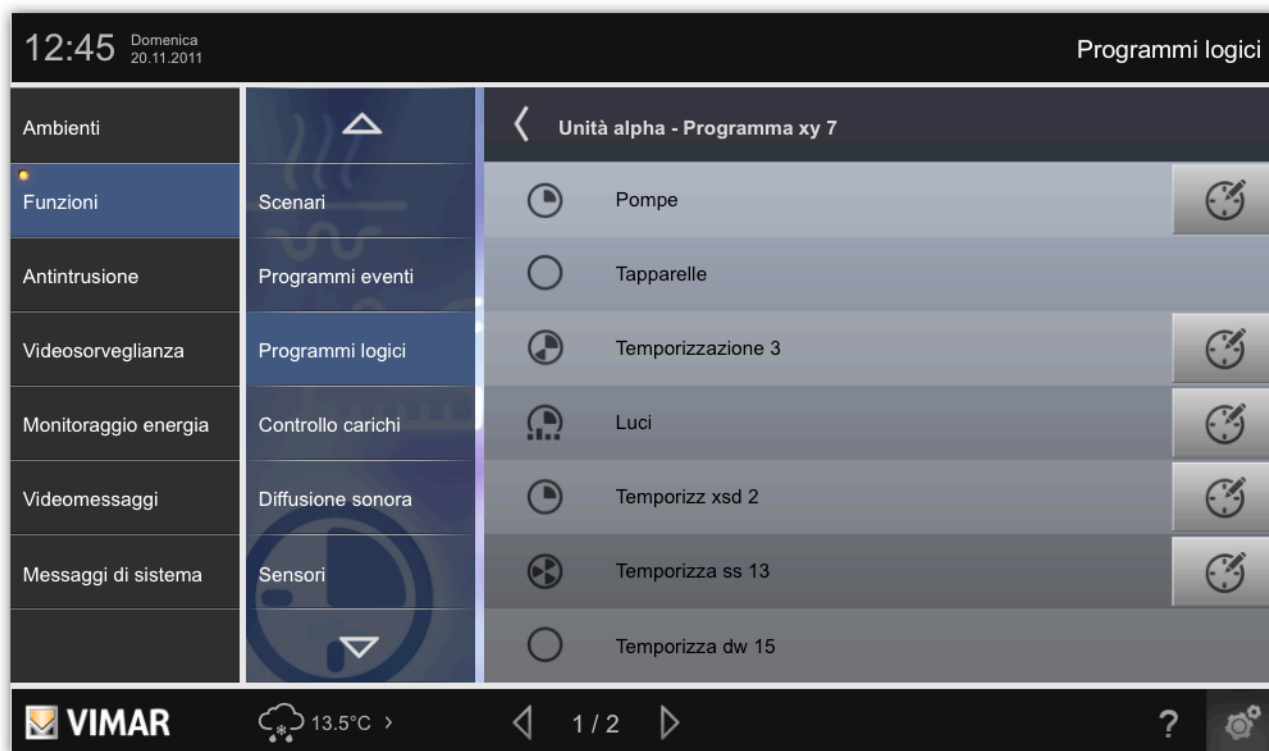 12:45 Domenica
20.11.2011
Programmi logici
Ambienti
Funzioni
Antintrusione
Videosorveglianza
Monitoraggio energia
Videomessaggi
Messaggi di sistema
Scenari
Programmi eventi
Programmi logici
Controllo carichi
Diffusione sonora
Sensori
Unità alpha - Programma xy 7
Pompe
Tapparelle
Temporizzazione 3
Luci
Temporizz xsd 2
Temporizza ss 13
Temporizza dw 15
VIMAR
13.5°C >
1 / 2
?